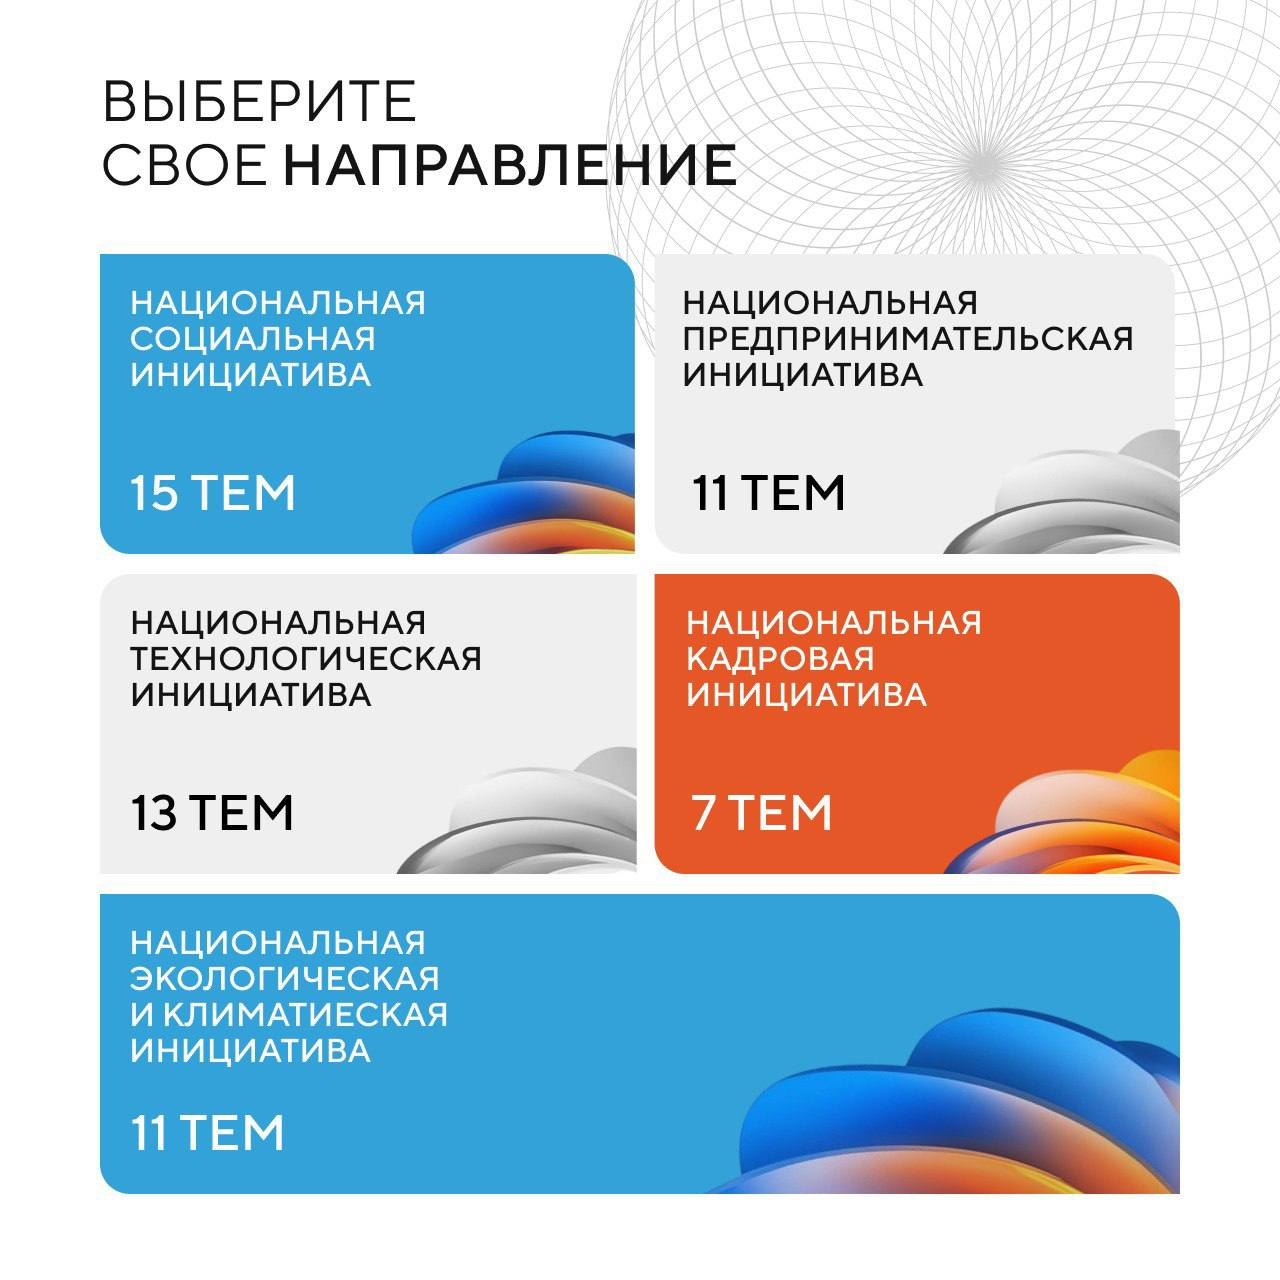 ВЫБЕРИТЕ
СВОЕ НАПРАВЛЕНИЕ
НАЦИОНАЛЬНАЯ
СОЦИАЛЬНАЯ
ИНИЦИАТИВА
15 ТЕМ
НАЦИОНАЛЬНАЯ
ПРЕДПРИНИМАТЕЛЬСКАЯ
ИНИЦИАТИВА
11 ТЕМ
НАЦИОНАЛЬНАЯ
ТЕХНОЛОГИЧЕСКАЯ
ИНИЦИАТИВА
13 ТЕМ
НАЦИОНАЛЬНАЯ
КАДРОВАЯ
ИНИЦИАТИВА
7 ТЕМ
НАЦИОНАЛЬНАЯ
ЭКОЛОГИЧЕСКАЯ
И КЛИМАТИЕСКАЯ
ИНИЦИАТИВА
11 ТЕМ